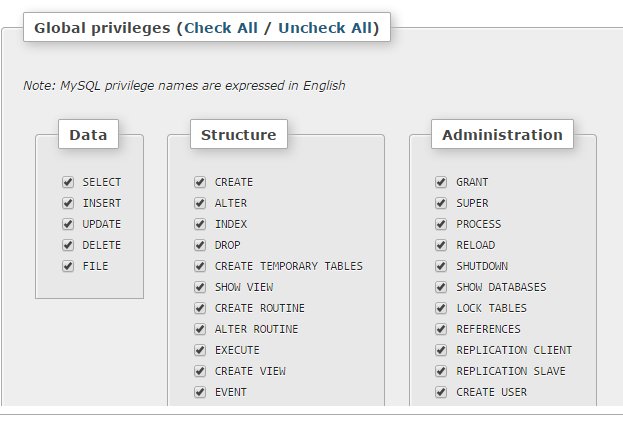 Global privileges (Check All / Uncheck All)
Note: MySQL privilege names are expressed in English
Data
SELECT
INSERT
UPDATE
DELETE
FILE
Structure
CREATE
ALTER
INDEX
DROP
CREATE TEMPORARY TABLES
SHOW VIEW
CREATE ROUTINE
ALTER ROUTINE
EXECUTE
CREATE VIEW
EVENT
Administration
GRANT
SUPER
PROCESS
RELOAD
SHUTDOWN
SHOW DATABASES
LOCK TABLES
REFERENCES
REPLICATION CLIENT
REPLICATION SLAVE
CREATE USER